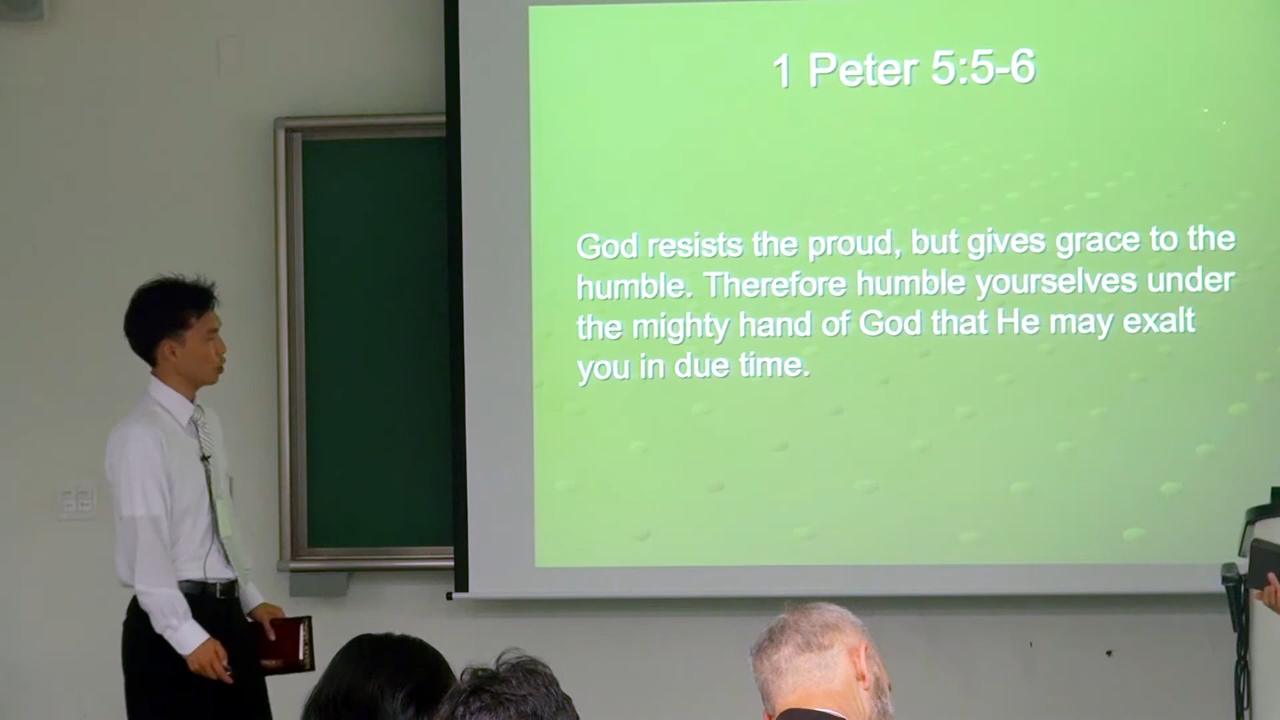 1 Peter 5:5-6
God resists the proud, but gives grace to the
humble. Therefore humble yourselves under
the mighty hand of God that He may exalt
you in due time.